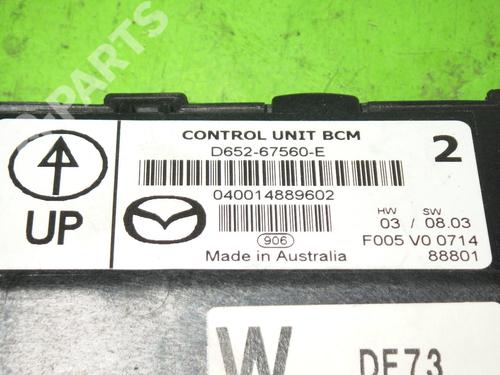 CONTROL UNIT BCM
D652-67560-E
2
040014889602
UP
HW SW
03 / 08.03
906
F005 V0 0714
Made in Australia
88801
W
DF73